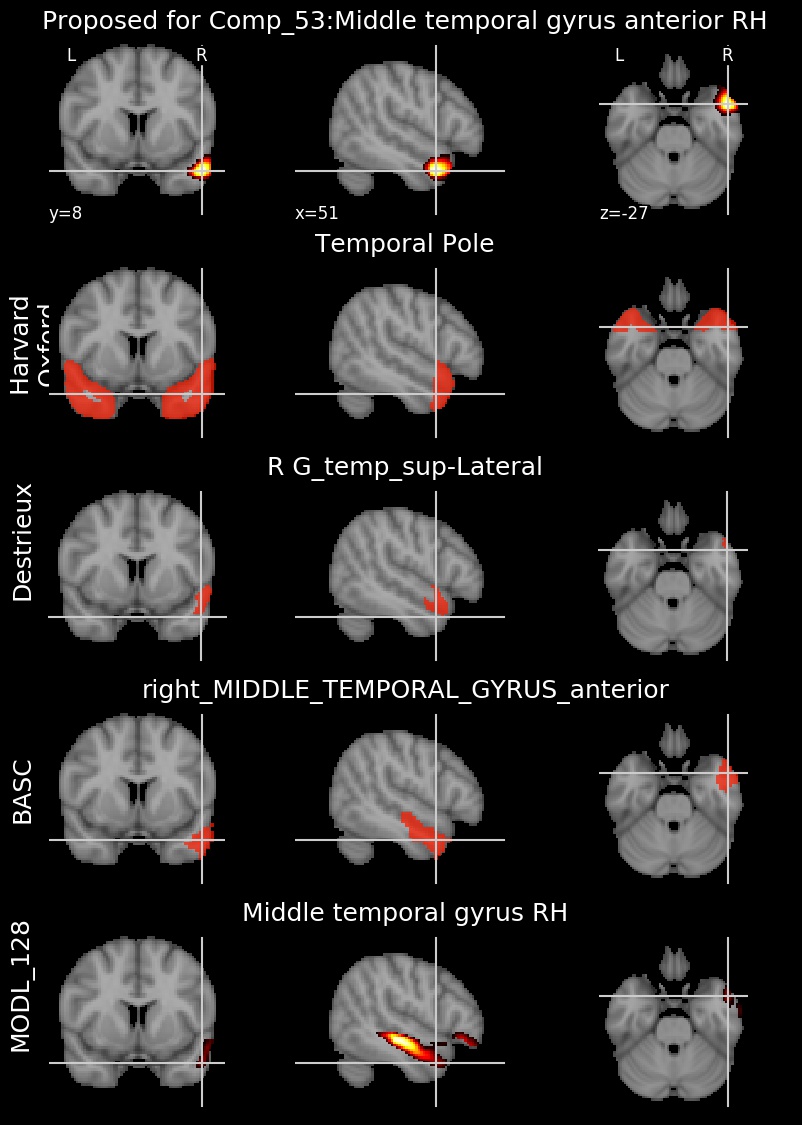 Proposed for Comp_53:Middle temporal gyrus anterior RH
L R L R
y=8 x=51 z=-27
Temporal Pole
Harvard
Oxford
R G_temp_sup-Lateral
Destrieux
right_MIDDLE_TEMPORAL_GYRUS_anterior
BASC
Middle temporal gyrus RH
MODL_128